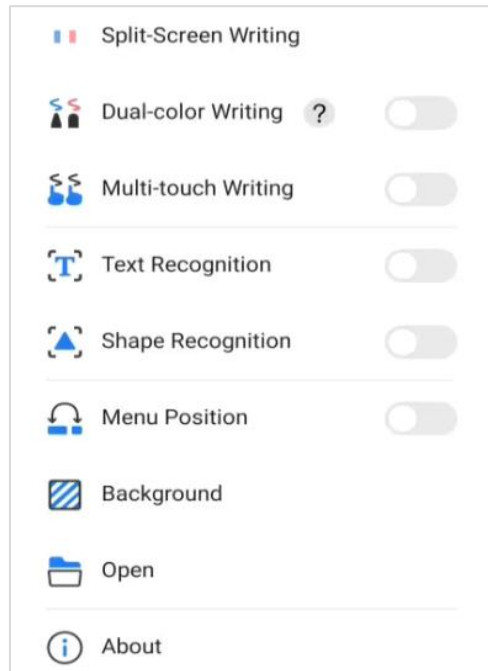 Split-Screen Writing
Dual-color Writing ?
Multi-touch Writing
Text Recognition
Shape Recognition
Menu Position
Background
Open
About